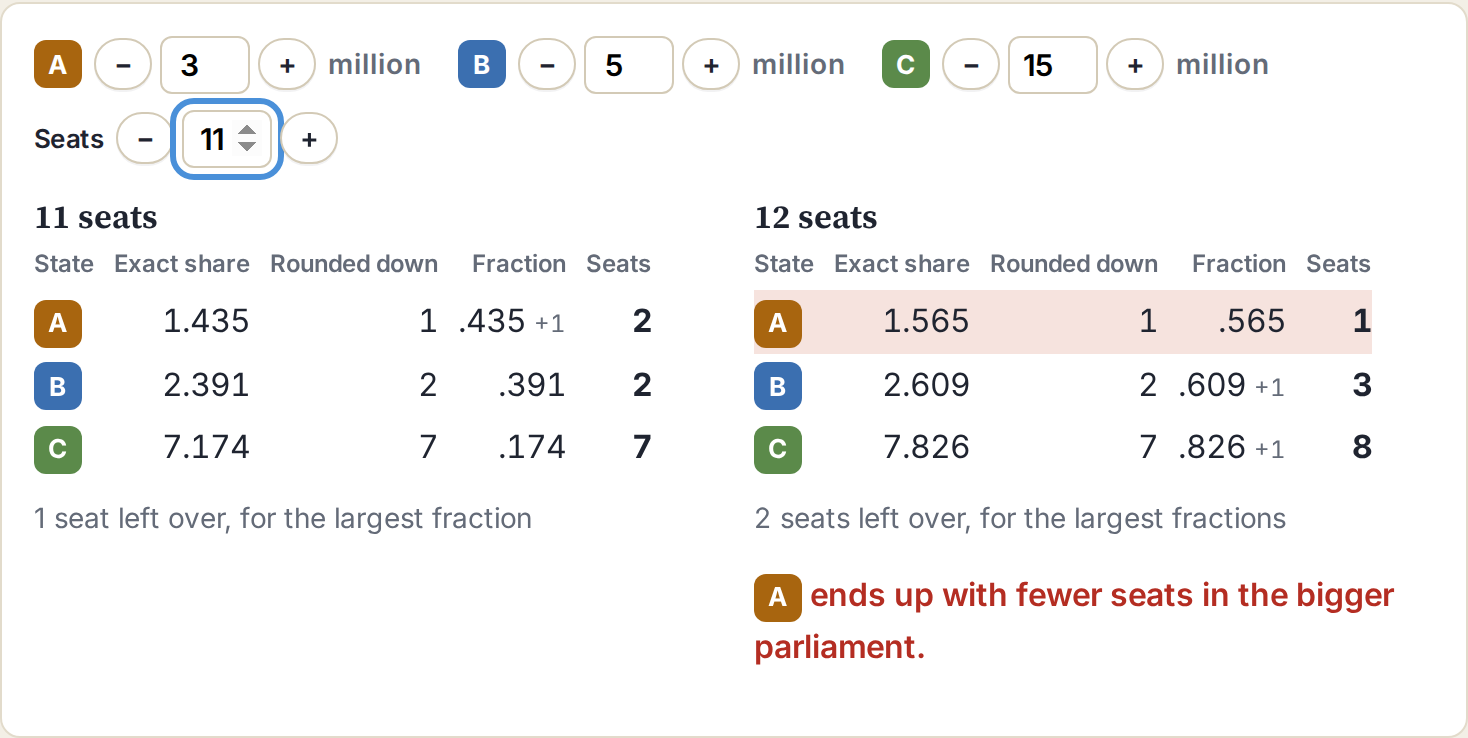 A − 3 + million B − 5 + million C − 15 + million
Seats − 11 +
11 seats
State Exact share Rounded down Fraction Seats
A 1.435 1 .435 +1 2
B 2.391 2 .391 2
C 7.174 7 .174 7
1 seat left over, for the largest fraction
12 seats
State Exact share Rounded down Fraction Seats
A 1.565 1 .565 1
B 2.609 2 .609 +1 3
C 7.826 7 .826 +1 8
2 seats left over, for the largest fractions
A ends up with fewer seats in the bigger
parliament.